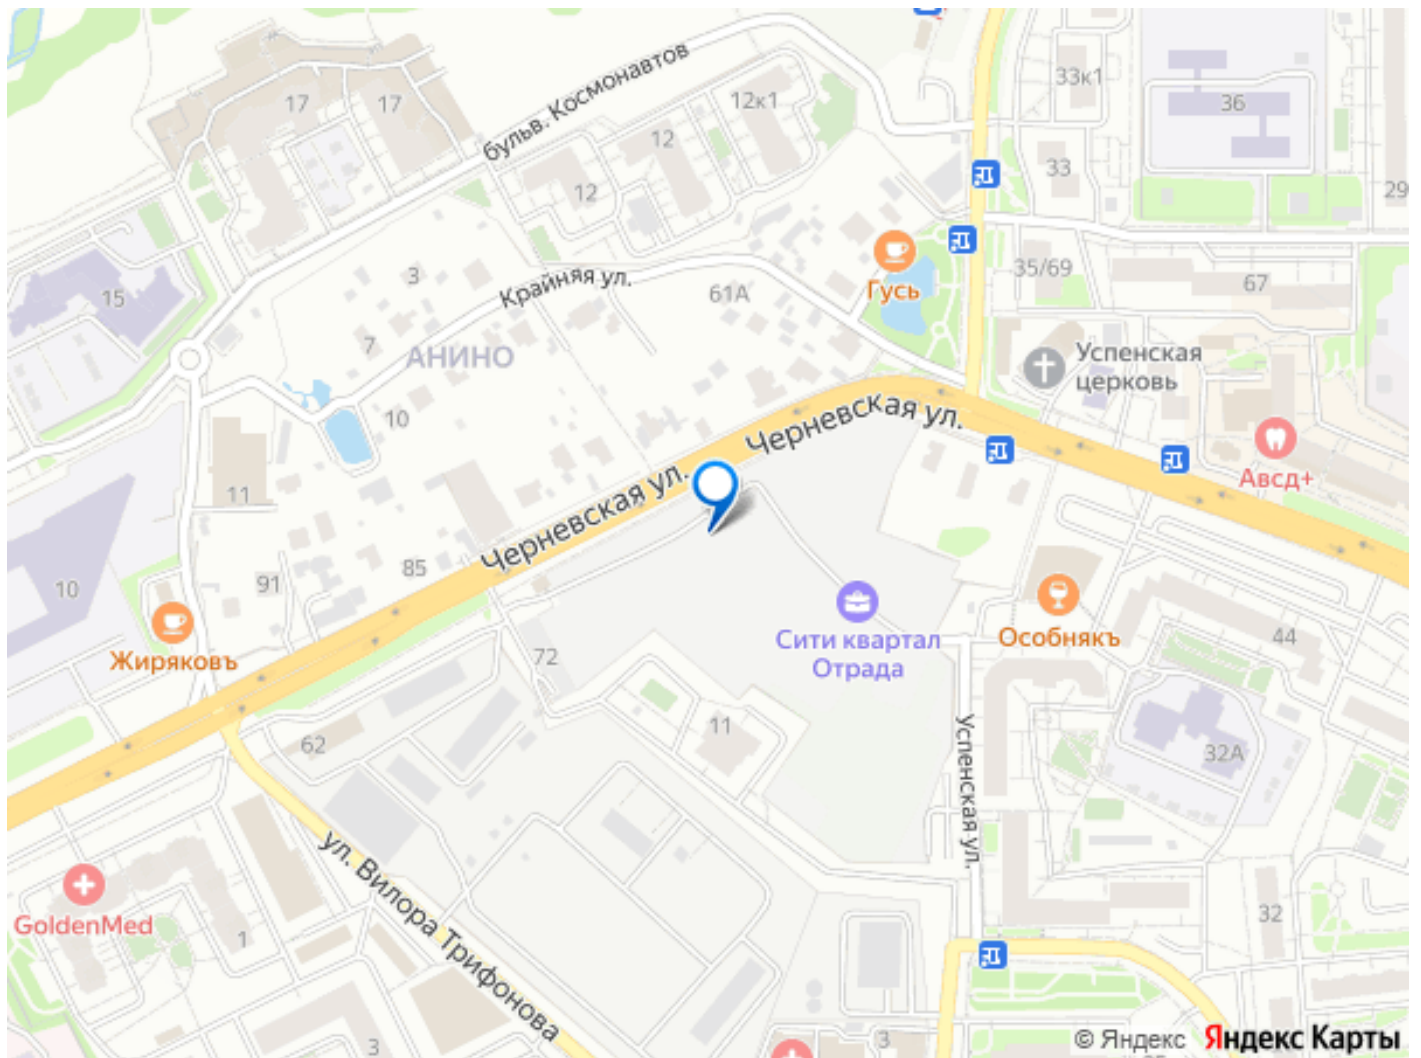 17
17
бульв. Космонавтов
12к1
12
12
33к1
36
33
29
15
3
Крайняя ул.
61А
Гусь
35/69
67
7
АНИНО
Успенская
церковь
10
Черневская ул.
Авсд+
11
Черневская ул.
10
91
85
Жиряковъ
72
Сити квартал
Отрада
Особнякъ
44
62
11
Успенская ул.
32А
ул. Вилора Трифонова
GoldenMed
1
32
3
3
© Яндекс Яндекс Карты